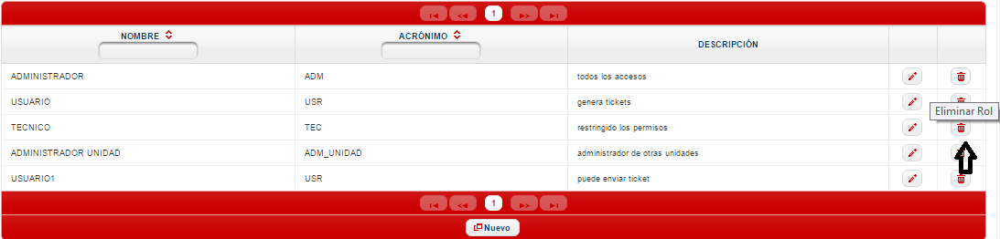 1
NOMBRE ACRÓNIMO DESCRIPCIÓN
ADMINISTRADOR ADM todos los accesos
USUARIO USR genera tickets
Eliminar Rol
TECNICO TEC restringido los permisos
ADMINISTRADOR UNIDAD ADM_UNIDAD administrador de otras unidades
USUARIO1 USR puede enviar ticket
1
Nuevo